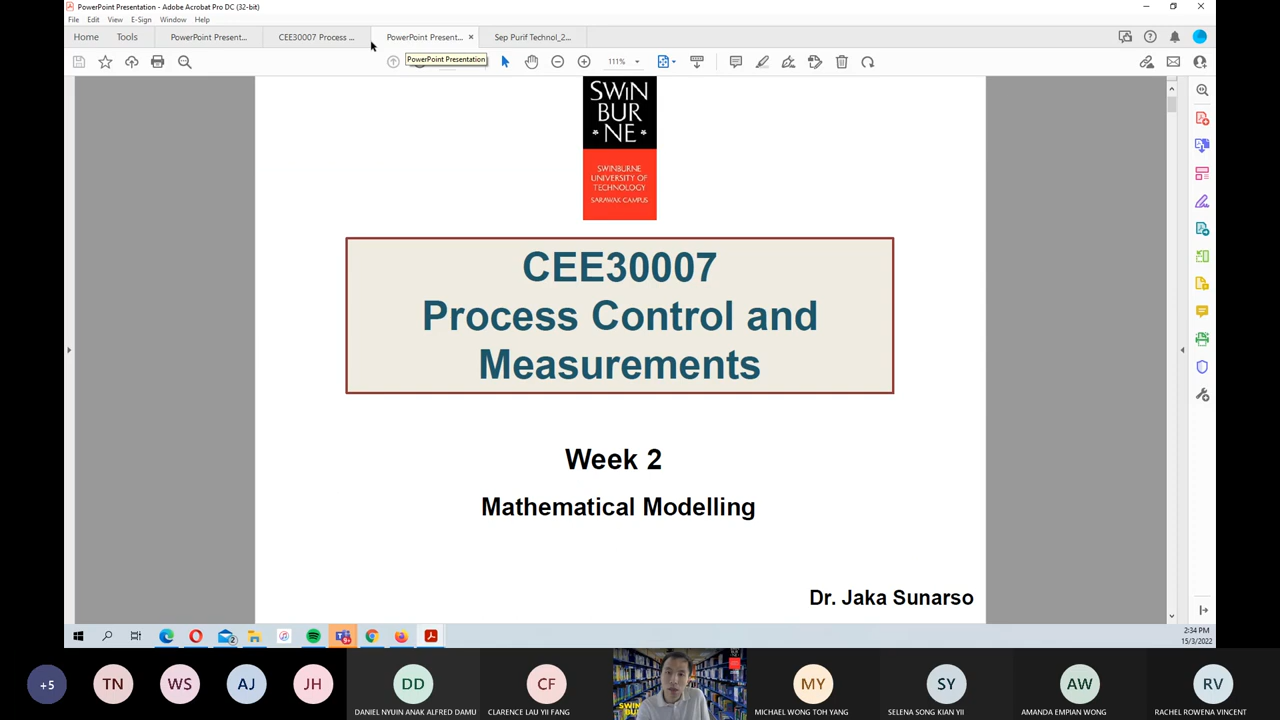 PowerPoint Presentation - Adobe Acrobat Pro DC (32-bit)
File Edit View E-Sign Window Help
Home Tools PowerPoint Present... CEE30007 Process ... PowerPoint Present... × Sep Purif Technol_2...
PowerPoint Presentation
111%
SWIN
BUR
* NE *
SWINBURNE
UNIVERSITY OF
TECHNOLOGY
SARAWAK CAMPUS
CEE30007
Process Control and
Measurements
Week 2
Mathematical Modelling
Dr. Jaka Sunarso
2:34 PM
15/3/2022
+5 TN WS AJ JH DD CF MY SY AW RV
DANIEL NYUIN ANAK ALFRED DAMU CLARENCE LAU YII FANG MICHAEL WONG TOH YANG SELENA SONG KIAN YII AMANDA EMPIAN WONG RACHEL ROWENA VINCENT